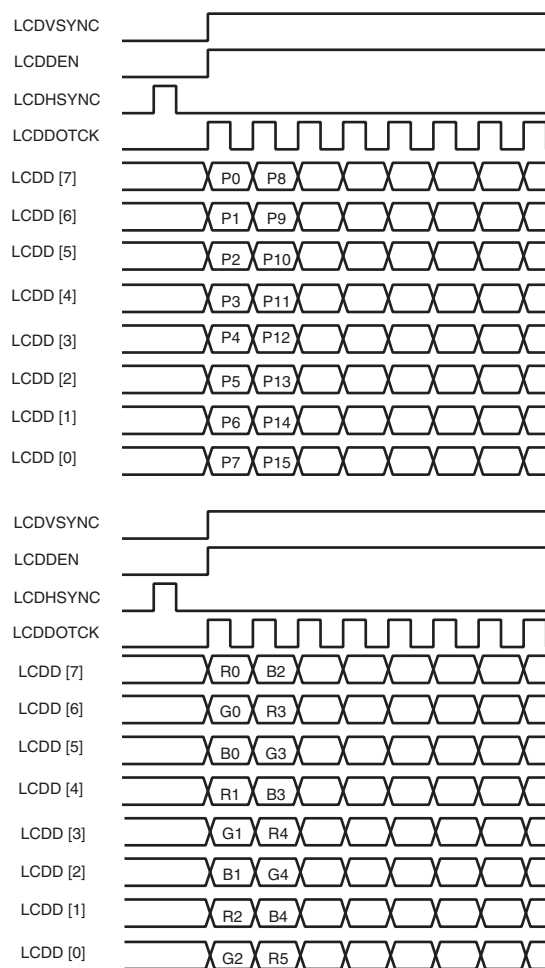 LCDVSYNC
LCDDEN
LCDHSYNC
LCDDOTCK
LCDD [7] P0 P8
LCDD [6] P1 P9
LCDD [5] P2 P10
LCDD [4] P3 P11
LCDD [3] P4 P12
LCDD [2] P5 P13
LCDD [1] P6 P14
LCDD [0] P7 P15
LCDVSYNC
LCDDEN
LCDHSYNC
LCDDOTCK
LCDD [7] R0 B2
LCDD [6] G0 R3
LCDD [5] B0 G3
LCDD [4] R1 B3
LCDD [3] G1 R4
LCDD [2] B1 G4
LCDD [1] R2 B4
LCDD [0] G2 R5